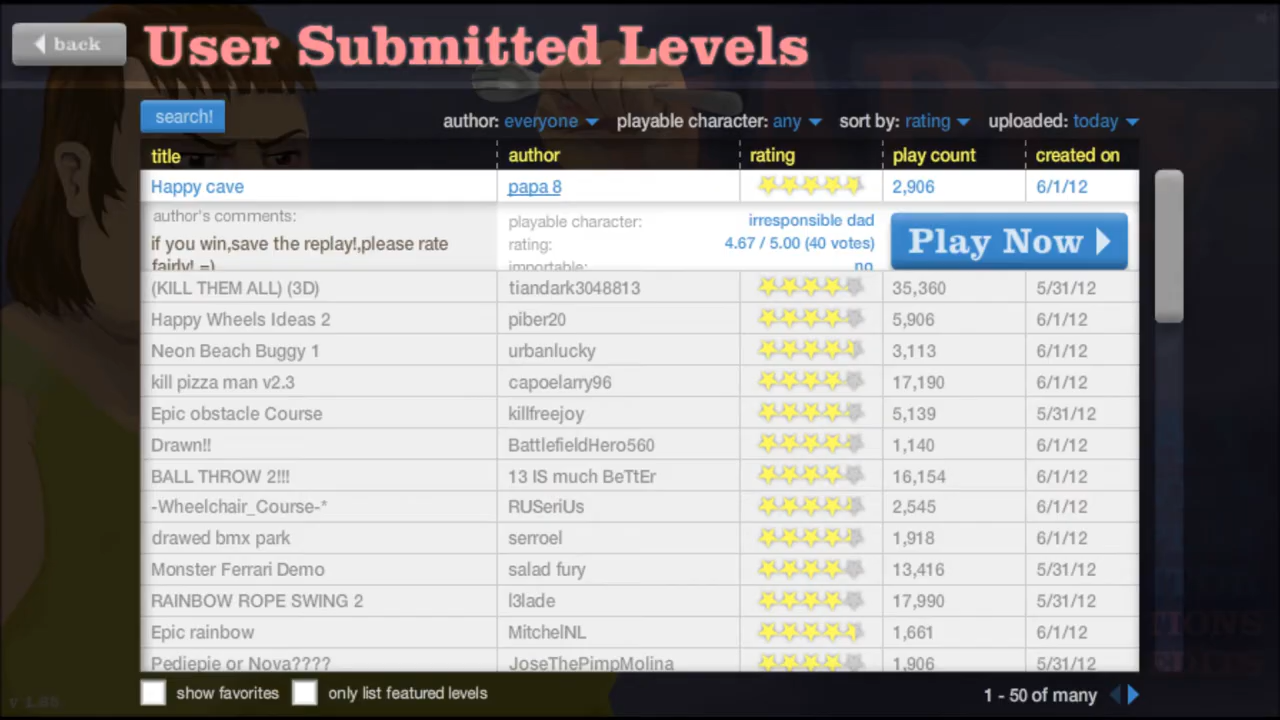 back
User Submitted Levels
search!
author: everyone playable character: any sort by: rating uploaded: today
title author rating play count created on
Happy cave papa 8 2,906 6/1/12
author's comments:
if you win,save the replay!,please rate
fairly! =)
playable character: irresponsible dad
rating: 4.67 / 5.00 (40 votes)
importable: no
Play Now
(KILL THEM ALL) (3D) tiandark3048813 35,360 5/31/12
Happy Wheels Ideas 2 piber20 5,906 6/1/12
Neon Beach Buggy 1 urbanlucky 3,113 6/1/12
kill pizza man v2.3 capoelarry96 17,190 6/1/12
Epic obstacle Course killfreejoy 5,139 5/31/12
Drawn!! BattlefieldHero560 1,140 6/1/12
BALL THROW 2!!! 13 IS much BeTtEr 16,154 6/1/12
-Wheelchair_Course-* RUSeriUs 2,545 6/1/12
drawed bmx park serroel 1,918 6/1/12
Monster Ferrari Demo salad fury 13,416 5/31/12
RAINBOW ROPE SWING 2 l3lade 17,990 5/31/12
Epic rainbow MitchelNL 1,661 6/1/12
Pediepie or Nova???? JoseThePimpMolina 1,906 5/31/12
show favorites only list featured levels 1 - 50 of many